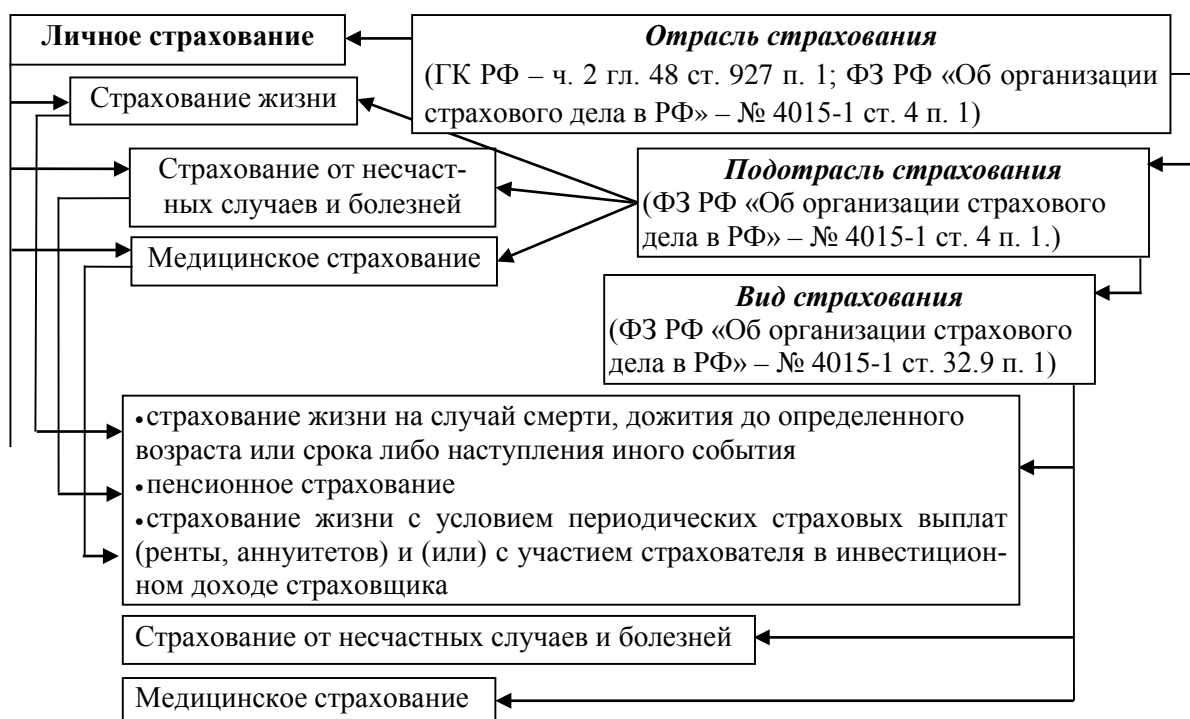 Личное страхование
Отрасль страхования
(ГК РФ – ч. 2 гл. 48 ст. 927 п. 1; ФЗ РФ «Об организации
страхового дела в РФ» – № 4015-1 ст. 4 п. 1)
Страхование жизни
Страхование от несчаст-
ных случаев и болезней
Медицинское страхование
Подотрасль страхования
(ФЗ РФ «Об организации страхового
дела в РФ» – № 4015-1 ст. 4 п. 1.)
Вид страхования
(ФЗ РФ «Об организации страхового
дела в РФ» – № 4015-1 ст. 32.9 п. 1)
•страхование жизни на случай смерти, дожития до определенного
возраста или срока либо наступления иного события
•пенсионное страхование
•страхование жизни с условием периодических страховых выплат
(ренты, аннуитетов) и (или) с участием страхователя в инвестицион-
ном доходе страховщика
Страхование от несчастных случаев и болезней
Медицинское страхование